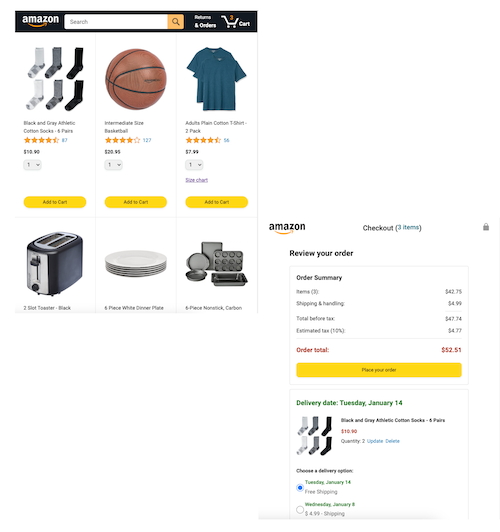 amazon
Search
Returns
& Orders
3
Cart
Black and Gray Athletic
Cotton Socks - 6 Pairs
87
$10.90
1
Add to Cart
Intermediate Size
Basketball
127
$20.95
1
Add to Cart
Adults Plain Cotton T-Shirt -
2 Pack
56
$7.99
1
Size chart
Add to Cart
2 Slot Toaster - Black
6 Piece White Dinner Plate
6-Piece Nonstick, Carbon
amazon
Checkout (3 items)
Review your order
Order Summary
Items (3): $42.75
Shipping & handling: $4.99
Total before tax: $47.74
Estimated tax (10%): $4.77
Order total: $52.51
Place your order
Delivery date: Tuesday, January 14
Black and Gray Athletic Cotton Socks - 6 Pairs
$10.90
Quantity: 2 Update Delete
Choose a delivery option:
Tuesday, January 14
Free Shipping
Wednesday, January 8
$ 4.99 - Shipping